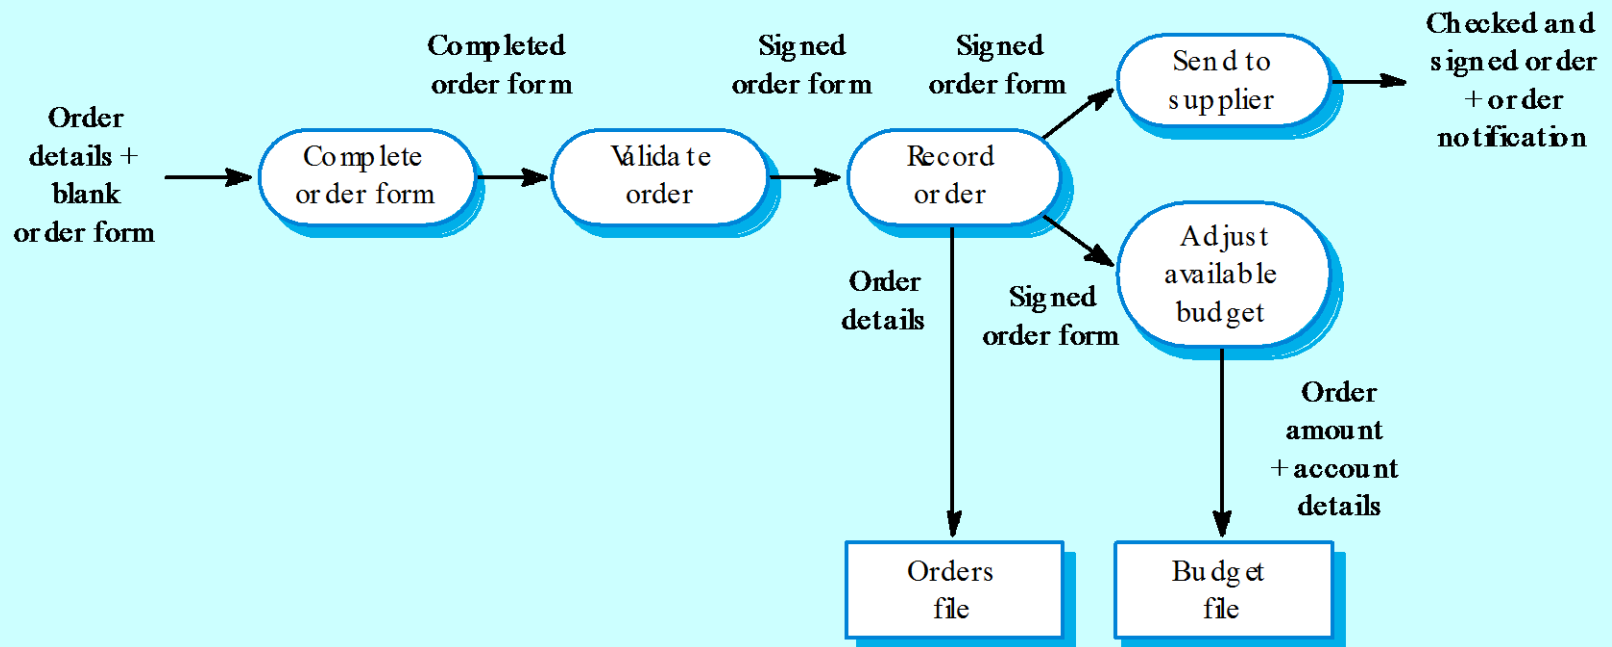 Order
details +
blank
order form
Completed
order form
Signed
order form
Signed
order form
Checked and
signed order
+ order
notification
Complete
order form
Validate
order
Record
order
Send to
supplier
Adjust
available
budget
Order
details
Signed
order form
Order
amount
+ account
details
Orders
file
Budget
file